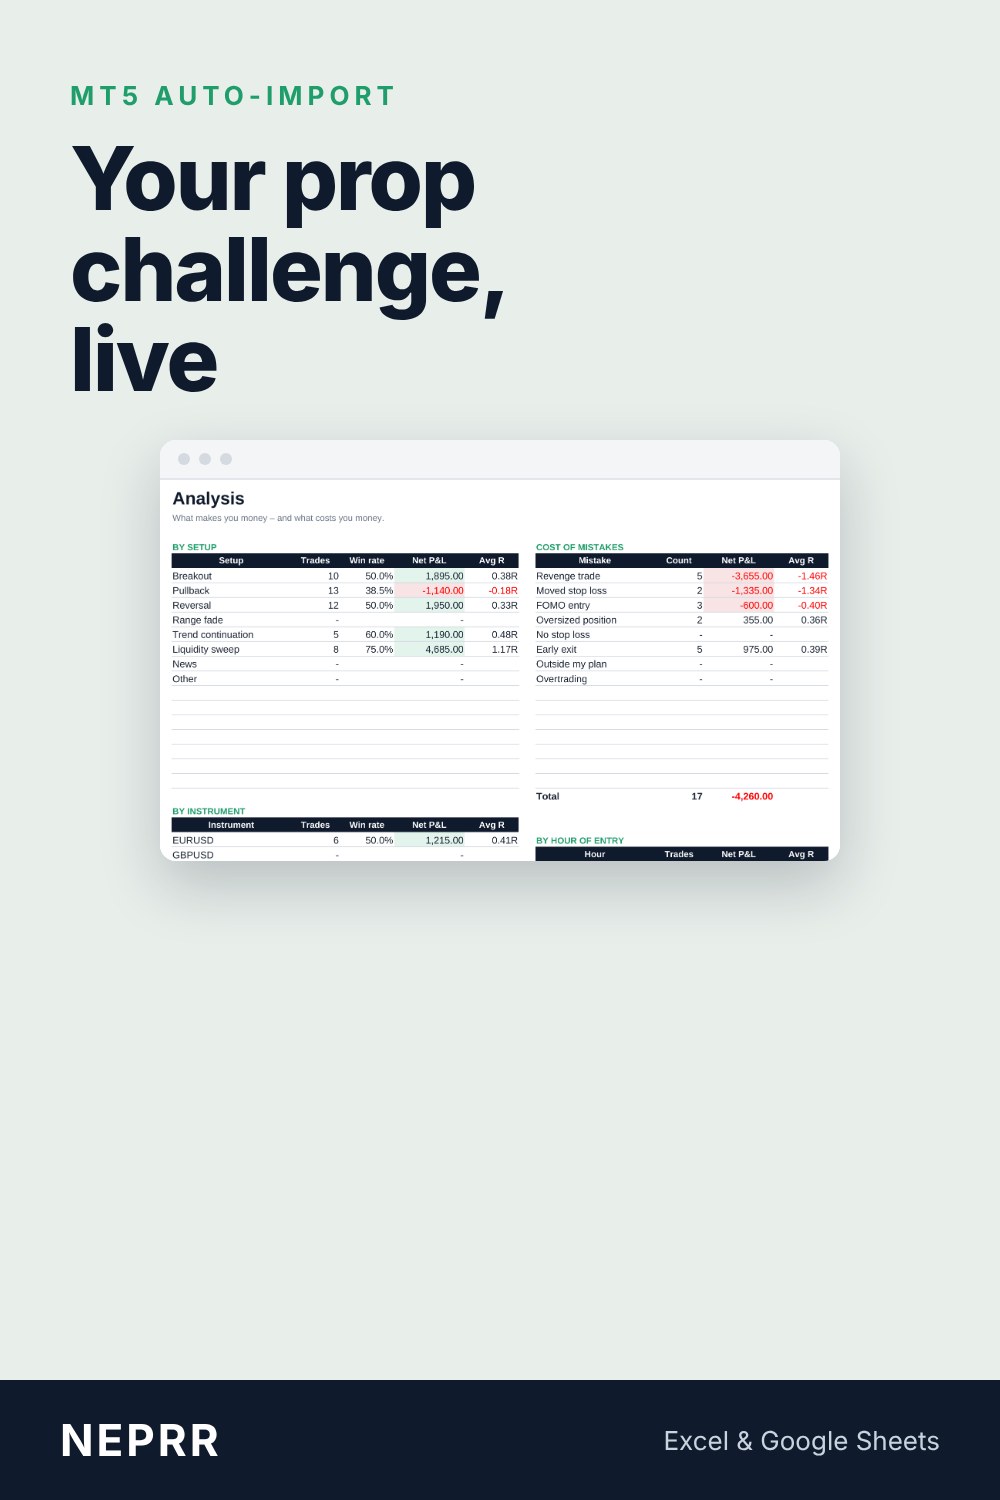 MT5 AUTO-IMPORT
Your prop
challenge,
live
Analysis
What makes you money – and what costs you money.
BY SETUP
Setup Trades Win rate Net P&L Avg R
Breakout 10 50.0% 1,895.00 0.38R
Pullback 13 38.5% -1,140.00 -0.18R
Reversal 12 50.0% 1,950.00 0.33R
Range fade - -
Trend continuation 5 60.0% 1,190.00 0.48R
Liquidity sweep 8 75.0% 4,685.00 1.17R
News - -
Other - -
COST OF MISTAKES
Mistake Count Net P&L Avg R
Revenge trade 5 -3,655.00 -1.46R
Moved stop loss 2 -1,335.00 -1.34R
FOMO entry 3 -600.00 -0.40R
Oversized position 2 355.00 0.36R
No stop loss - -
Early exit 5 975.00 0.39R
Outside my plan - -
Overtrading - -
Total 17 -4,260.00
BY INSTRUMENT
Instrument Trades Win rate Net P&L Avg R
EURUSD 6 50.0% 1,215.00 0.41R
GBPUSD - -
BY HOUR OF ENTRY
Hour Trades Net P&L Avg R
NEPRR
Excel & Google Sheets